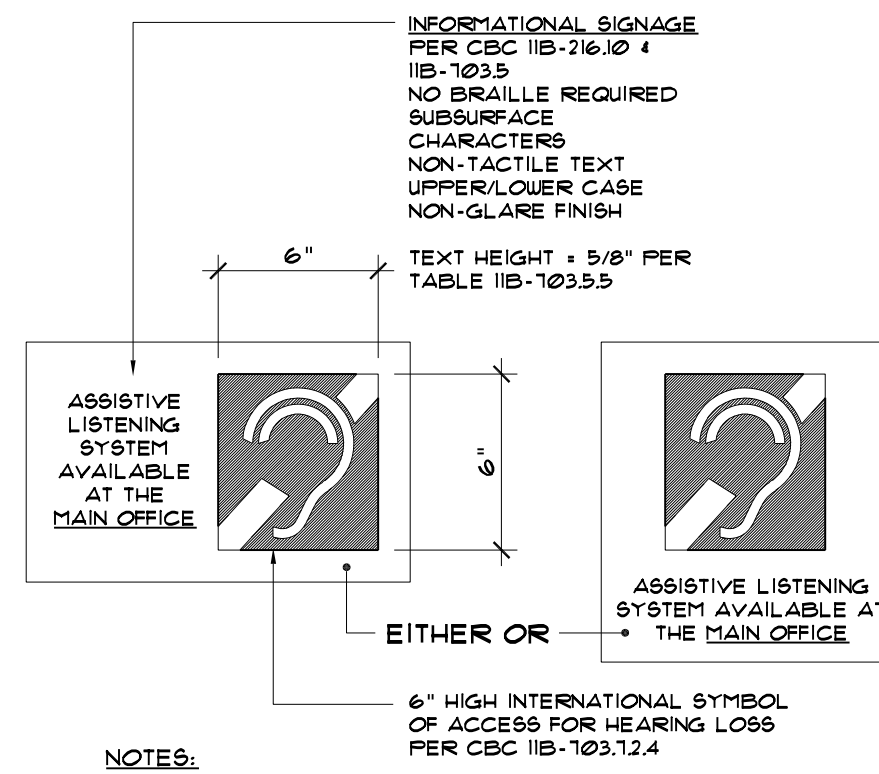 INFORMATIONAL SIGNAGE
PER CBC 11B-216.10 &
11B-703.5
NO BRAILLE REQUIRED
SUBSURFACE
CHARACTERS
NON-TACTILE TEXT
UPPER/LOWER CASE
NON-GLARE FINISH
TEXT HEIGHT = 5/8" PER
TABLE 11B-703.5.5
6"
6"
ASSISTIVE
LISTENING
SYSTEM
AVAILABLE
AT THE
MAIN OFFICE
ASSISTIVE LISTENING
SYSTEM AVAILABLE AT
THE MAIN OFFICE
EITHER OR
6" HIGH INTERNATIONAL SYMBOL
OF ACCESS FOR HEARING LOSS
PER CBC 11B-703.7.2.4
NOTES: